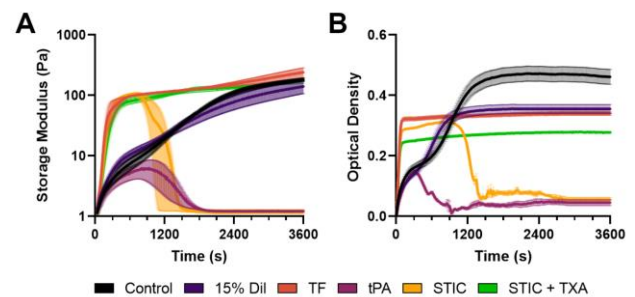 A
B
Storage Modulus (Pa)
1000
100
10
1
0 1200 2400 3600
Time (s)
Optical Density
0.6
0.4
0.2
0.0
0 1200 2400 3600
Time (s)
Control 15% Dil TF tPA STIC STIC + TXA